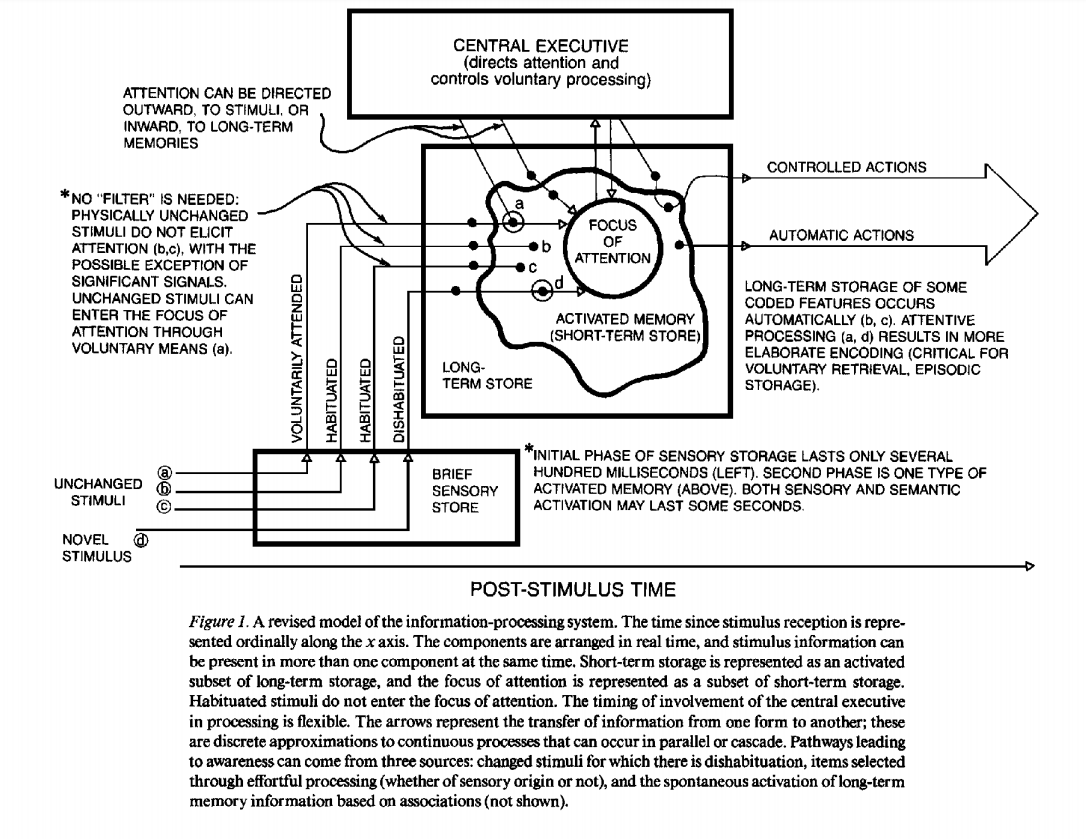 CENTRAL EXECUTIVE
(directs attention and
controls voluntary processing)
ATTENTION CAN BE DIRECTED
OUTWARD, TO STIMULI, OR
INWARD, TO LONG-TERM
MEMORIES
*NO "FILTER" IS NEEDED:
PHYSICALLY UNCHANGED
STIMULI DO NOT ELICIT
ATTENTION (b,c), WITH THE
POSSIBLE EXCEPTION OF
SIGNIFICANT SIGNALS.
UNCHANGED STIMULI CAN
ENTER THE FOCUS OF
ATTENTION THROUGH
VOLUNTARY MEANS (a).
a
b
c
d
FOCUS
OF
ATTENTION
ACTIVATED MEMORY
(SHORT-TERM STORE)
LONG-
TERM STORE
CONTROLLED ACTIONS
AUTOMATIC ACTIONS
LONG-TERM STORAGE OF SOME
CODED FEATURES OCCURS
AUTOMATICALLY (b, c). ATTENTIVE
PROCESSING (a, d) RESULTS IN MORE
ELABORATE ENCODING (CRITICAL FOR
VOLUNTARY RETRIEVAL, EPISODIC
STORAGE).
VOLUNTARILY ATTENDED
HABITUATED
HABITUATED
DISHABITUATED
UNCHANGED
STIMULI
a
b
c
NOVEL d
STIMULUS
BRIEF
SENSORY
STORE
*INITIAL PHASE OF SENSORY STORAGE LASTS ONLY SEVERAL
HUNDRED MILLISECONDS (LEFT). SECOND PHASE IS ONE TYPE OF
ACTIVATED MEMORY (ABOVE). BOTH SENSORY AND SEMANTIC
ACTIVATION MAY LAST SOME SECONDS.
POST-STIMULUS TIME
Figure 1. A revised model of the information-processing system. The time since stimulus reception is repre-
sented ordinally along the x axis. The components are arranged in real time, and stimulus information can
be present in more than one component at the same time. Short-term storage is represented as an activated
subset of long-term storage, and the focus of attention is represented as a subset of short-term storage.
Habituated stimuli do not enter the focus of attention. The timing of involvement of the central executive
in processing is flexible. The arrows represent the transfer of information from one form to another; these
are discrete approximations to continuous processes that can occur in parallel or cascade. Pathways leading
to awareness can come from three sources: changed stimuli for which there is dishabituation, items selected
through effortful processing (whether of sensory origin or not), and the spontaneous activation of long-term
memory information based on associations (not shown).